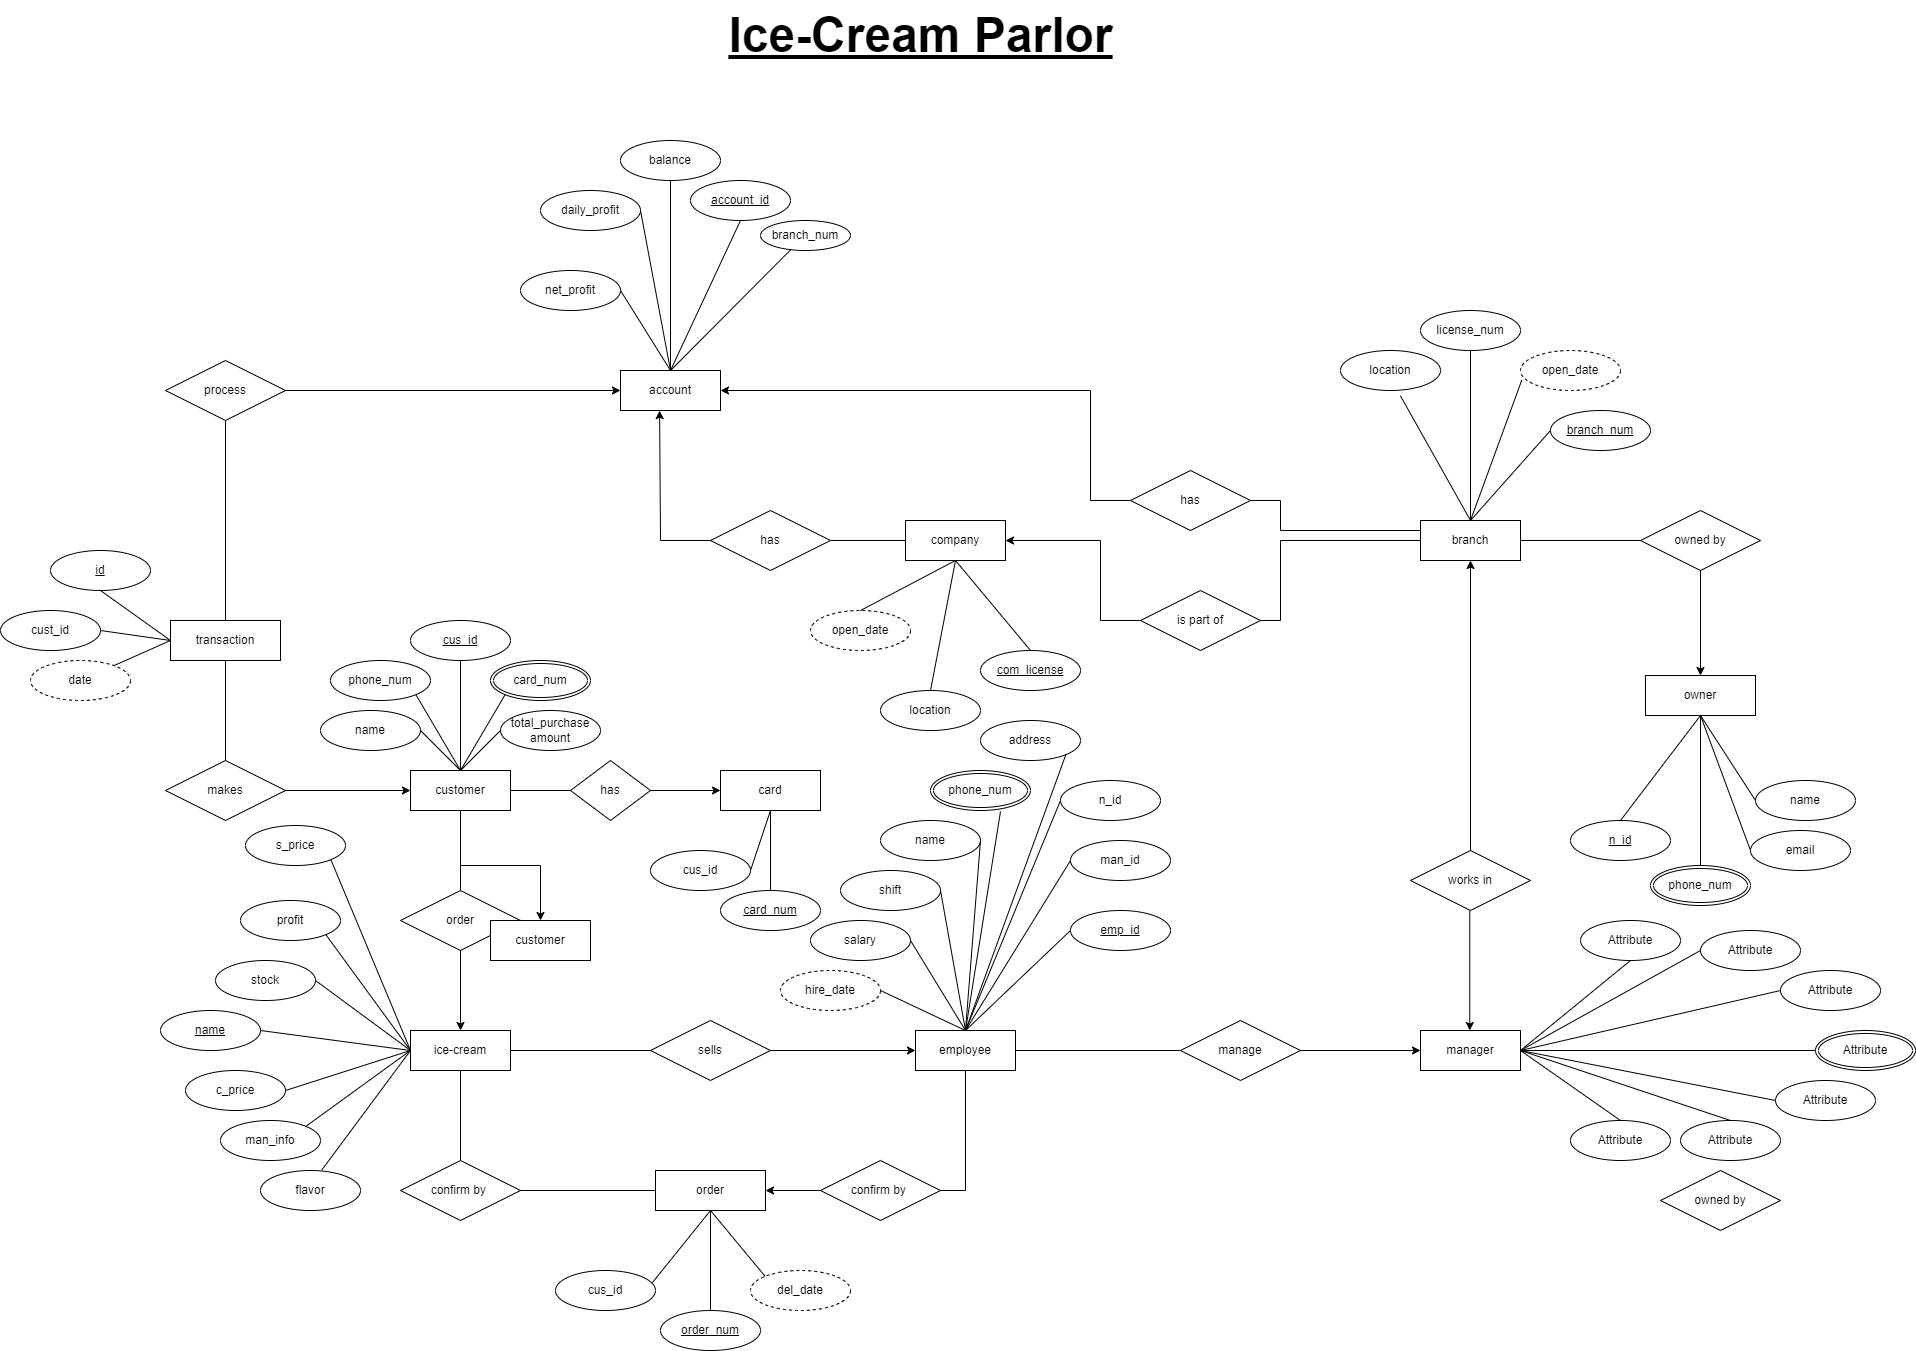 Ice-Cream Parlor
balance
account_id
daily_profit
branch_num
net_profit
license_num
location
open_date
process
account
branch_num
has
has
company
branch
owned by
id
is part of
cust_id
transaction
open_date
cus_id
com_license
date
phone_num
card_num
owner
location
name
total_purchase
amount
address
makes
customer
has
card
phone_num
n_id
name
s_price
name
n_id
email
cus_id
man_id
works in
phone_num
shift
profit
order
card_num
emp_id
customer
salary
Attribute
Attribute
stock
hire_date
Attribute
name
ice-cream
sells
employee
manage
manager
Attribute
c_price
Attribute
man_info
Attribute
Attribute
flavor
confirm by
order
confirm by
owned by
cus_id
del_date
order_num